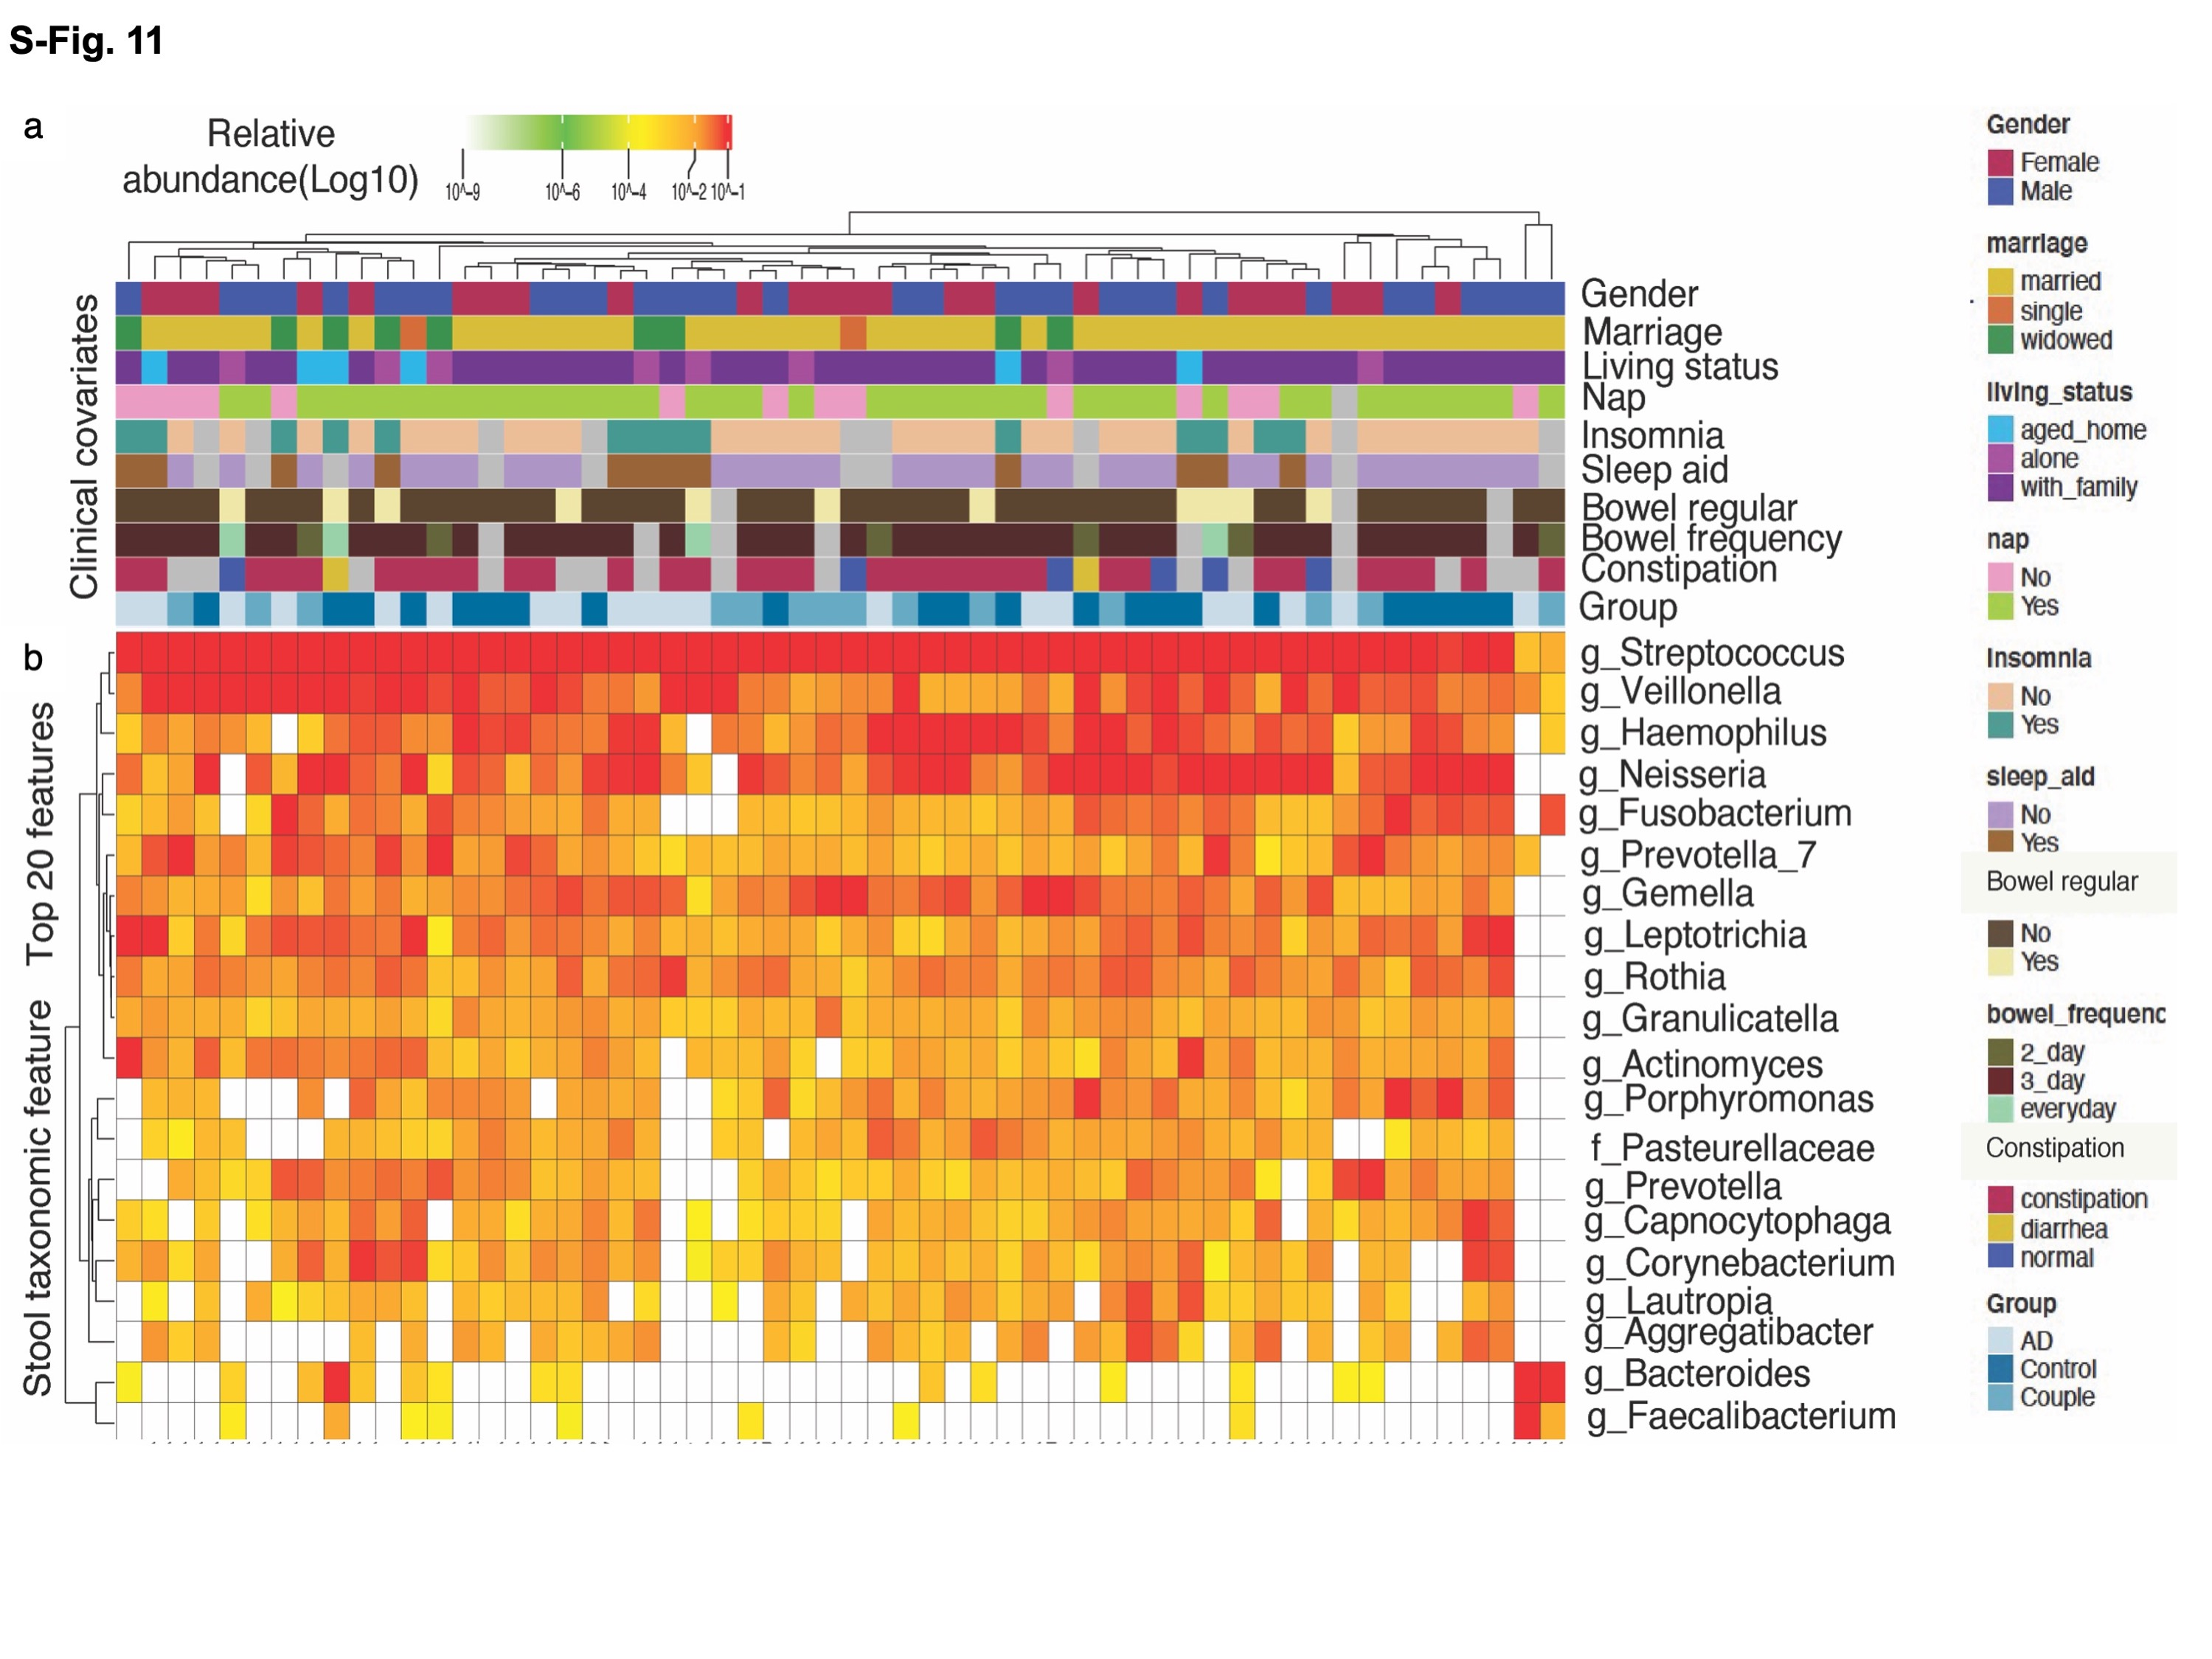 S-Fig. 11
a
Relative
abundance(Log10)
10^–9
10^–6
10^–4
10^–2
10^–1
Clinical covariates
Gender
Marriage
Living status
Nap
Insomnia
Sleep aid
Bowel regular
Bowel frequency
Constipation
Group
b
Stool taxonomic feature Top 20 features
g_Streptococcus
g_Veillonella
g_Haemophilus
g_Neisseria
g_Fusobacterium
g_Prevotella_7
g_Gemella
g_Leptotrichia
g_Rothia
g_Granulicatella
g_Actinomyces
g_Porphyromonas
f_Pasteurellaceae
g_Prevotella
g_Capnocytophaga
g_Corynebacterium
g_Lautropia
g_Aggregatibacter
g_Bacteroides
g_Faecalibacterium
Gender
Female
Male
marriage
married
single
widowed
living_status
aged_home
alone
with_family
nap
No
Yes
Insomnia
No
Yes
sleep_aid
No
Yes
Bowel regular
No
Yes
bowel_frequenc
2_day
3_day
everyday
Constipation
constipation
diarrhea
normal
Group
AD
Control
Couple